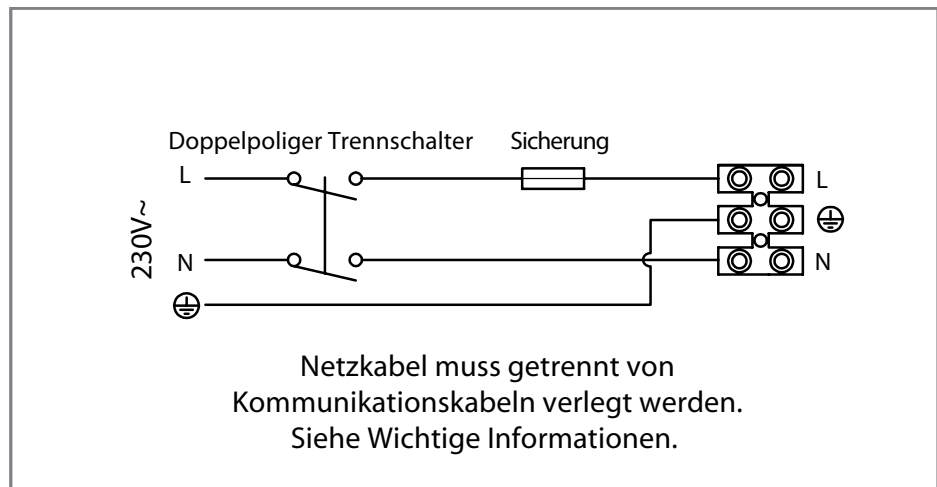 Doppelpoliger Trennschalter Sicherung
L L
230V~
N N
Netzkabel muss getrennt von
Kommunikationskabeln verlegt werden.
Siehe Wichtige Informationen.